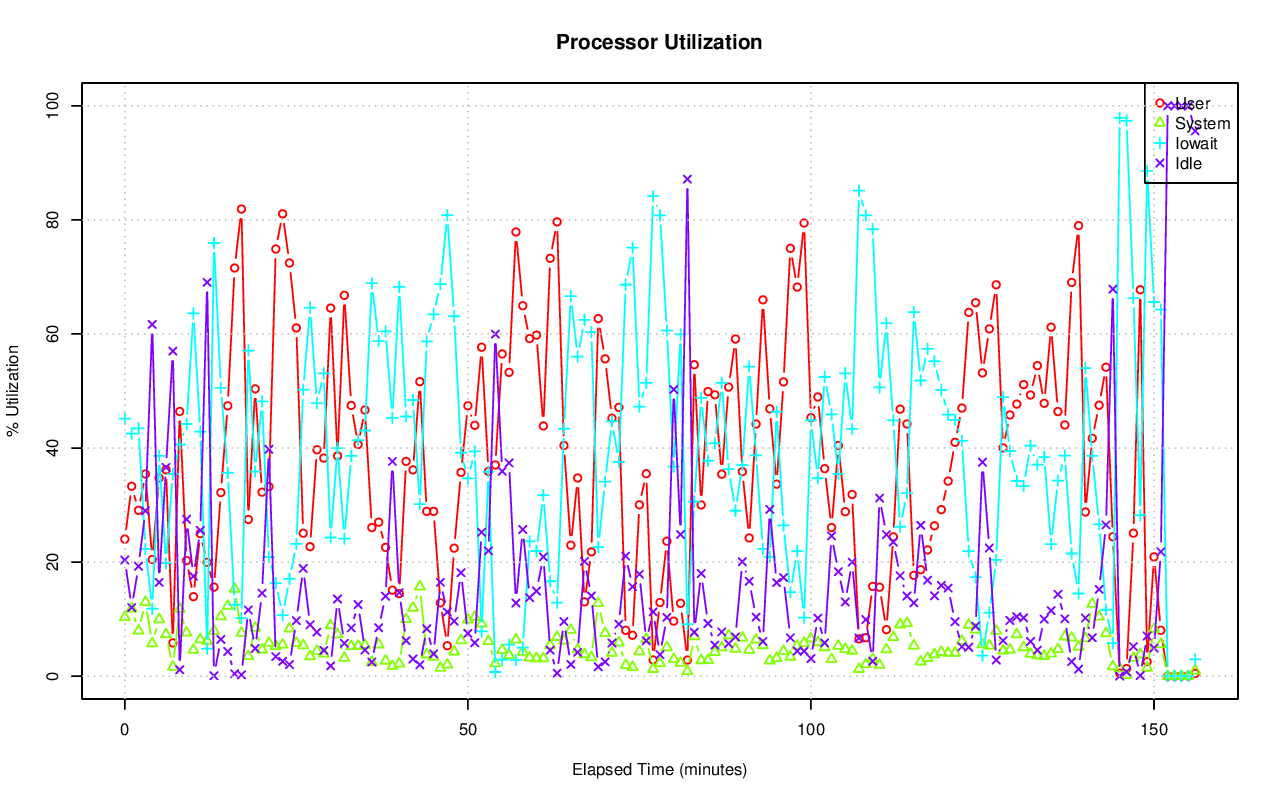 Processor Utilization
% Utilization
100
80
60
40
20
0
User
System
Iowait
Idle
0
50
100
150
Elapsed Time (minutes)